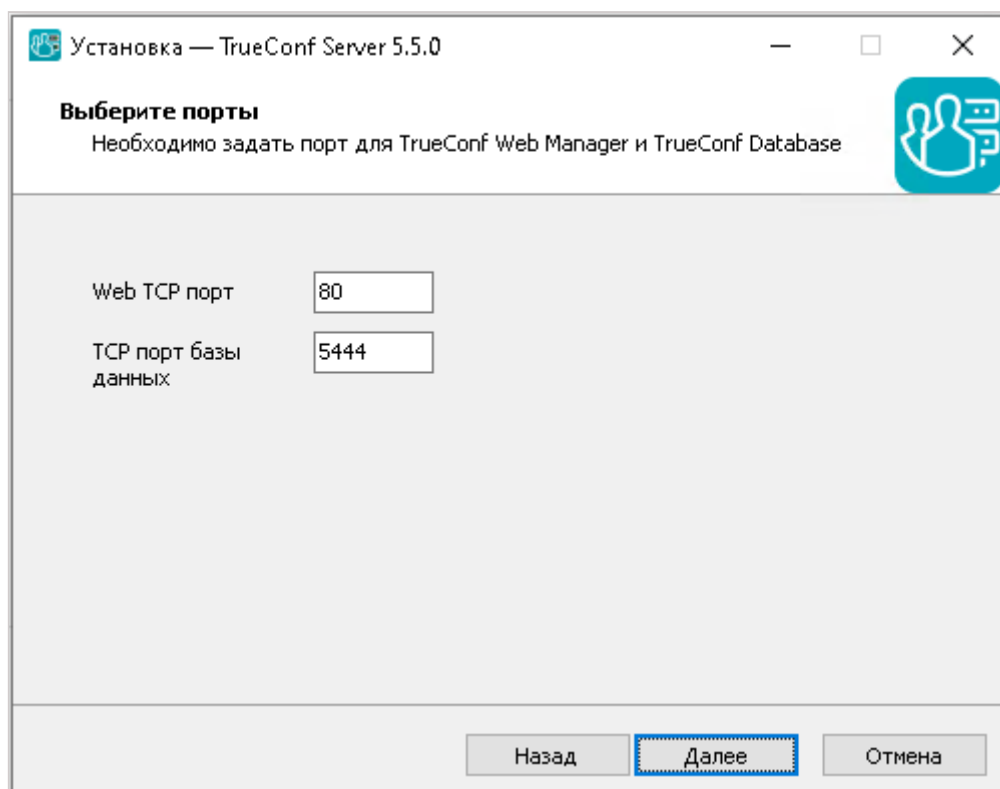 Установка — TrueConf Server 5.5.0
Выберите порты
Необходимо задать порт для TrueConf Web Manager и TrueConf Database
Web TCP порт
80
TCP порт базы
данных
5444
Назад
Далее
Отмена